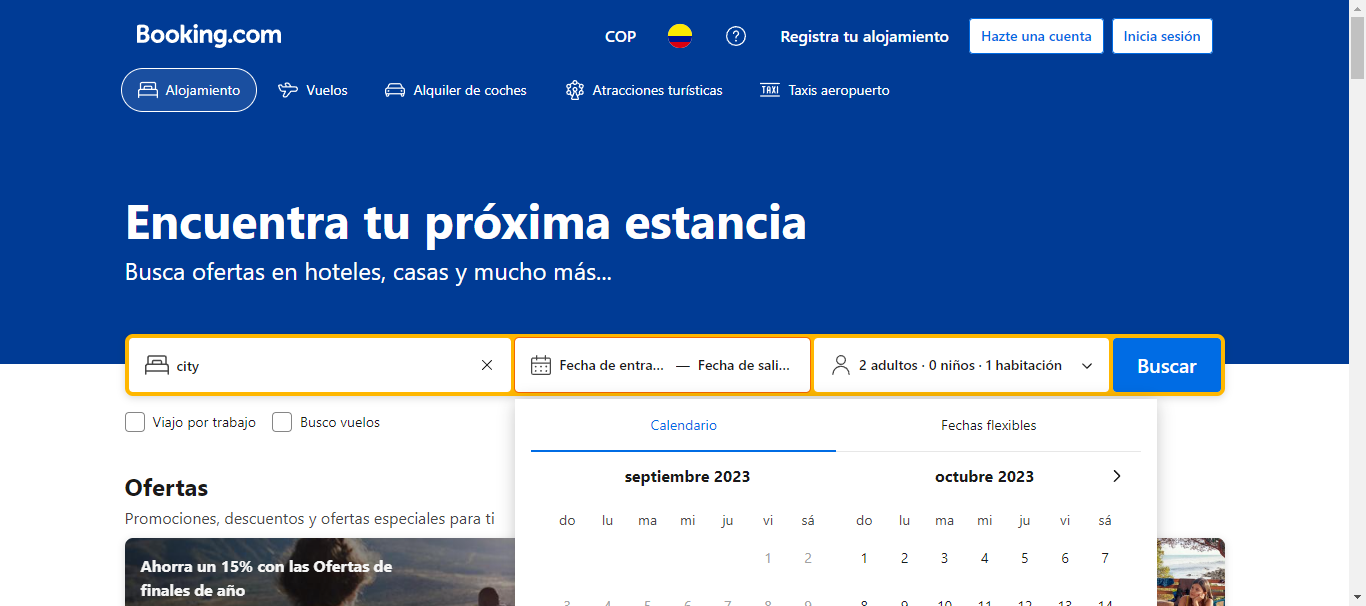 Booking.com
COP
Registra tu alojamiento
Hazte una cuenta
Inicia sesión
Alojamiento
Vuelos
Alquiler de coches
Atracciones turísticas
TAXI
Taxis aeropuerto
Encuentra tu próxima estancia
Busca ofertas en hoteles, casas y mucho más...
city
Fecha de entra... — Fecha de sali...
2 adultos · 0 niños · 1 habitación
Buscar
Viajo por trabajo
Busco vuelos
Calendario
Fechas flexibles
septiembre 2023
octubre 2023
do lu ma mi ju vi sá
do lu ma mi ju vi sá
1 2
1 2 3 4 5 6 7
3 4 5 6 7 8 9
8 9 10 11 12 13 14
Ofertas
Promociones, descuentos y ofertas especiales para ti
Ahorra un 15% con las Ofertas de
finales de año